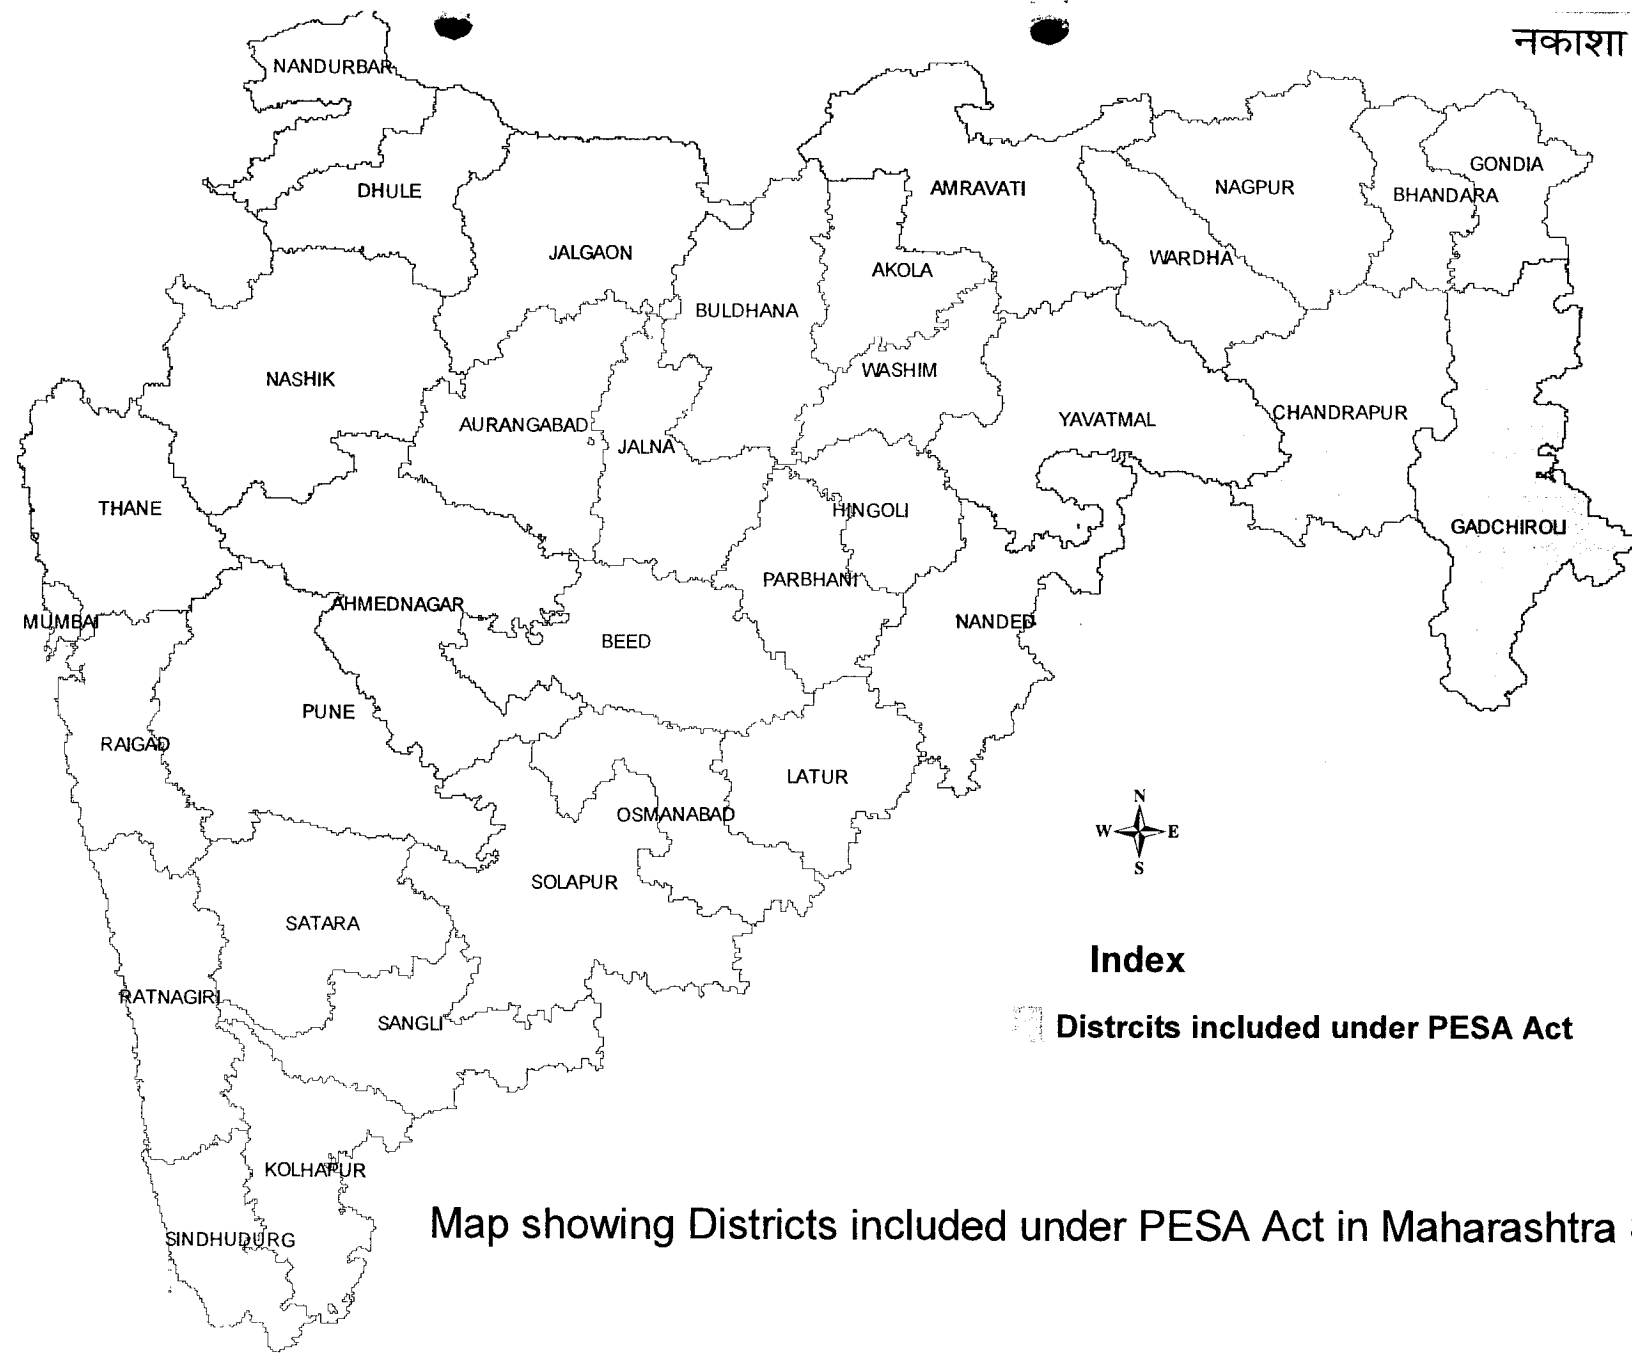 नकाशा
NANDURBAR
DHULE
JALGAON
AMRAVATI
NAGPUR
GONDIA
BHANDARA
WARDHA
AKOLA
BULDHANA
NASHIK
WASHIM
AURANGABAD
JALNA
YAVATMAL
CHANDRAPUR
THANE
HINGOLI
GADCHIROLI
PARBHANI
AHMEDNAGAR
MUMBAI
BEED
NANDED
PUNE
RAIGAD
LATUR
OSMANABAD
N
W E
S
SOLAPUR
SATARA
Index
RATNAGIRI
SANGLI
Distrcits included under PESA Act
KOLHAPUR
SINDHUDURG
Map showing Districts included under PESA Act in Maharashtra